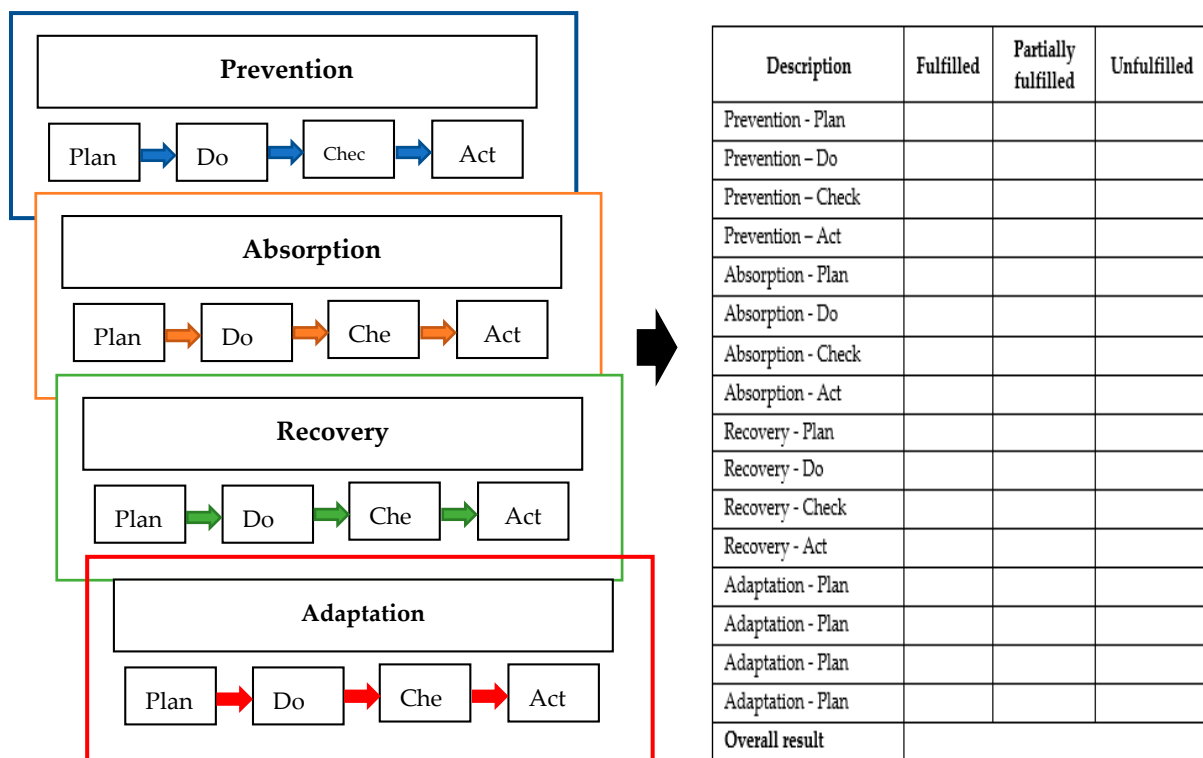 Prevention
Plan Do Chec Act
Absorption
Plan Do Che Act
Recovery
Plan Do Che Act
Adaptation
Plan Do Che Act
Description Fulfilled Partially fulfilled Unfulfilled
Prevention - Plan
Prevention – Do
Prevention – Check
Prevention – Act
Absorption - Plan
Absorption - Do
Absorption - Check
Absorption - Act
Recovery - Plan
Recovery - Do
Recovery - Check
Recovery - Act
Adaptation - Plan
Adaptation - Plan
Adaptation - Plan
Adaptation - Plan
Overall result